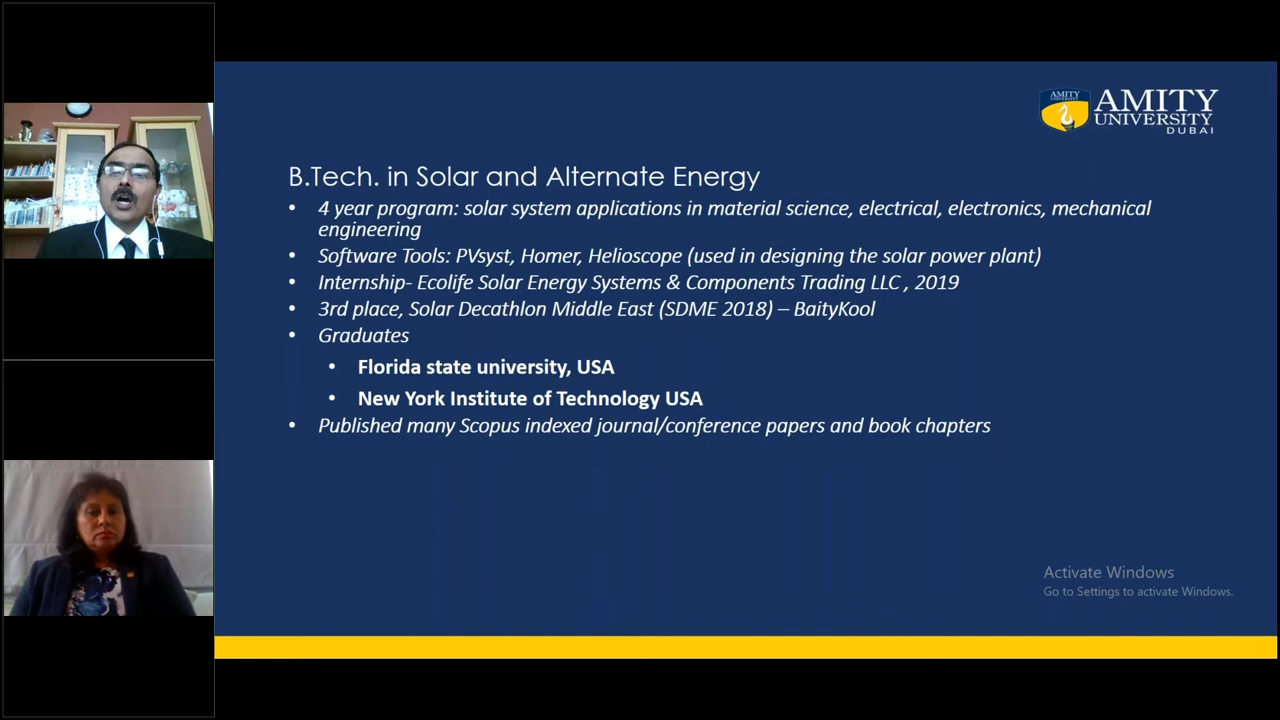 AMITY
UNIVERSITY
AMITY
UNIVERSITY
DUBAI
B.Tech. in Solar and Alternate Energy
• 4 year program: solar system applications in material science, electrical, electronics, mechanical
engineering
• Software Tools: PVsyst, Homer, Helioscope (used in designing the solar power plant)
• Internship- Ecolife Solar Energy Systems & Components Trading LLC , 2019
• 3rd place, Solar Decathlon Middle East (SDME 2018) – BaityKool
• Graduates
• Florida state university, USA
• New York Institute of Technology USA
• Published many Scopus indexed journal/conference papers and book chapters
Activate Windows
Go to Settings to activate Windows.